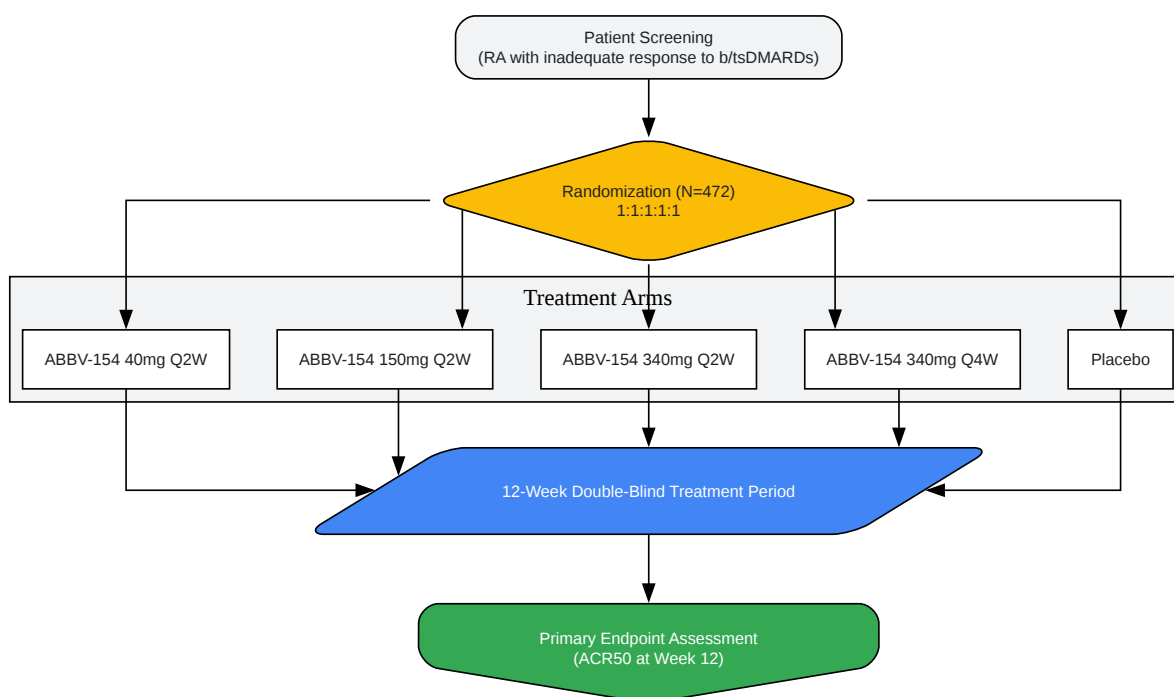 Patient Screening
(RA with inadequate response to b/tsDMARDs)
Randomization (N=472)
1:1:1:1:1
Treatment Arms
ABBV-154 40mg Q2W
ABBV-154 150mg Q2W
ABBV-154 340mg Q2W
ABBV-154 340mg Q4W
Placebo
12-Week Double-Blind Treatment Period
Primary Endpoint Assessment
(ACR50 at Week 12)